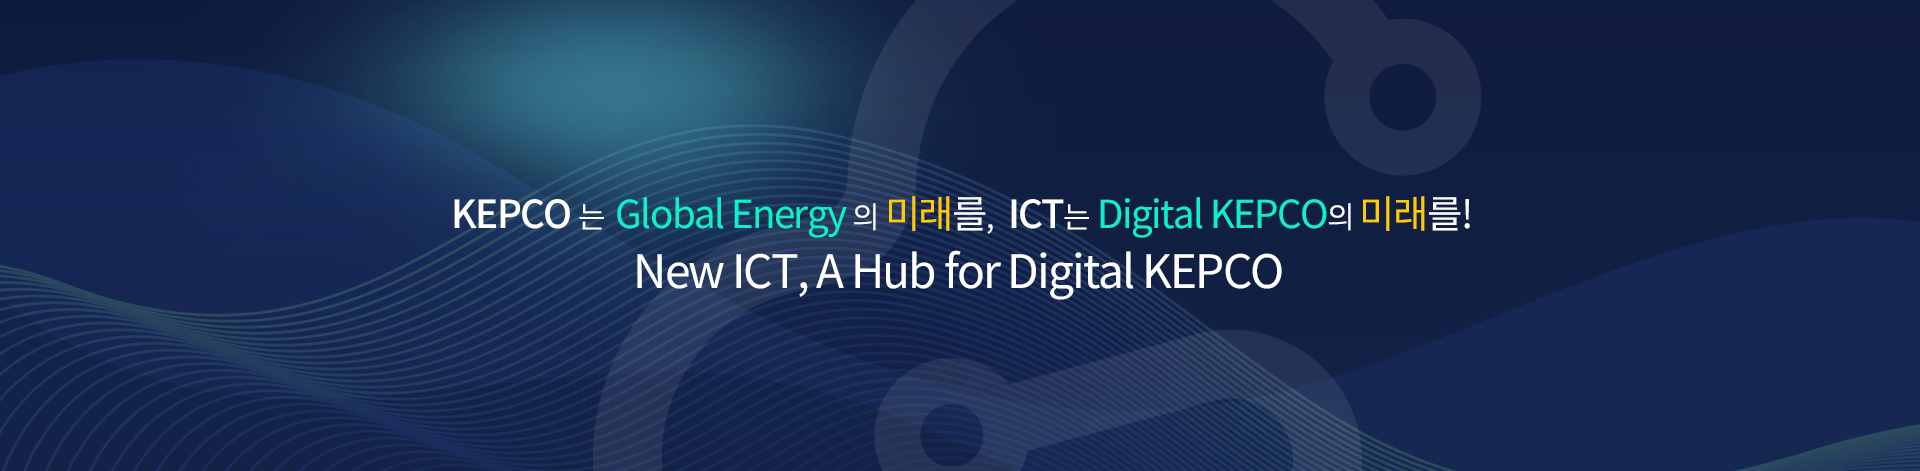 KEPCO 는 Global Energy 의 미래를, ICT는 Digital KEPCO의 미래를!
New ICT, A Hub for Digital KEPCO